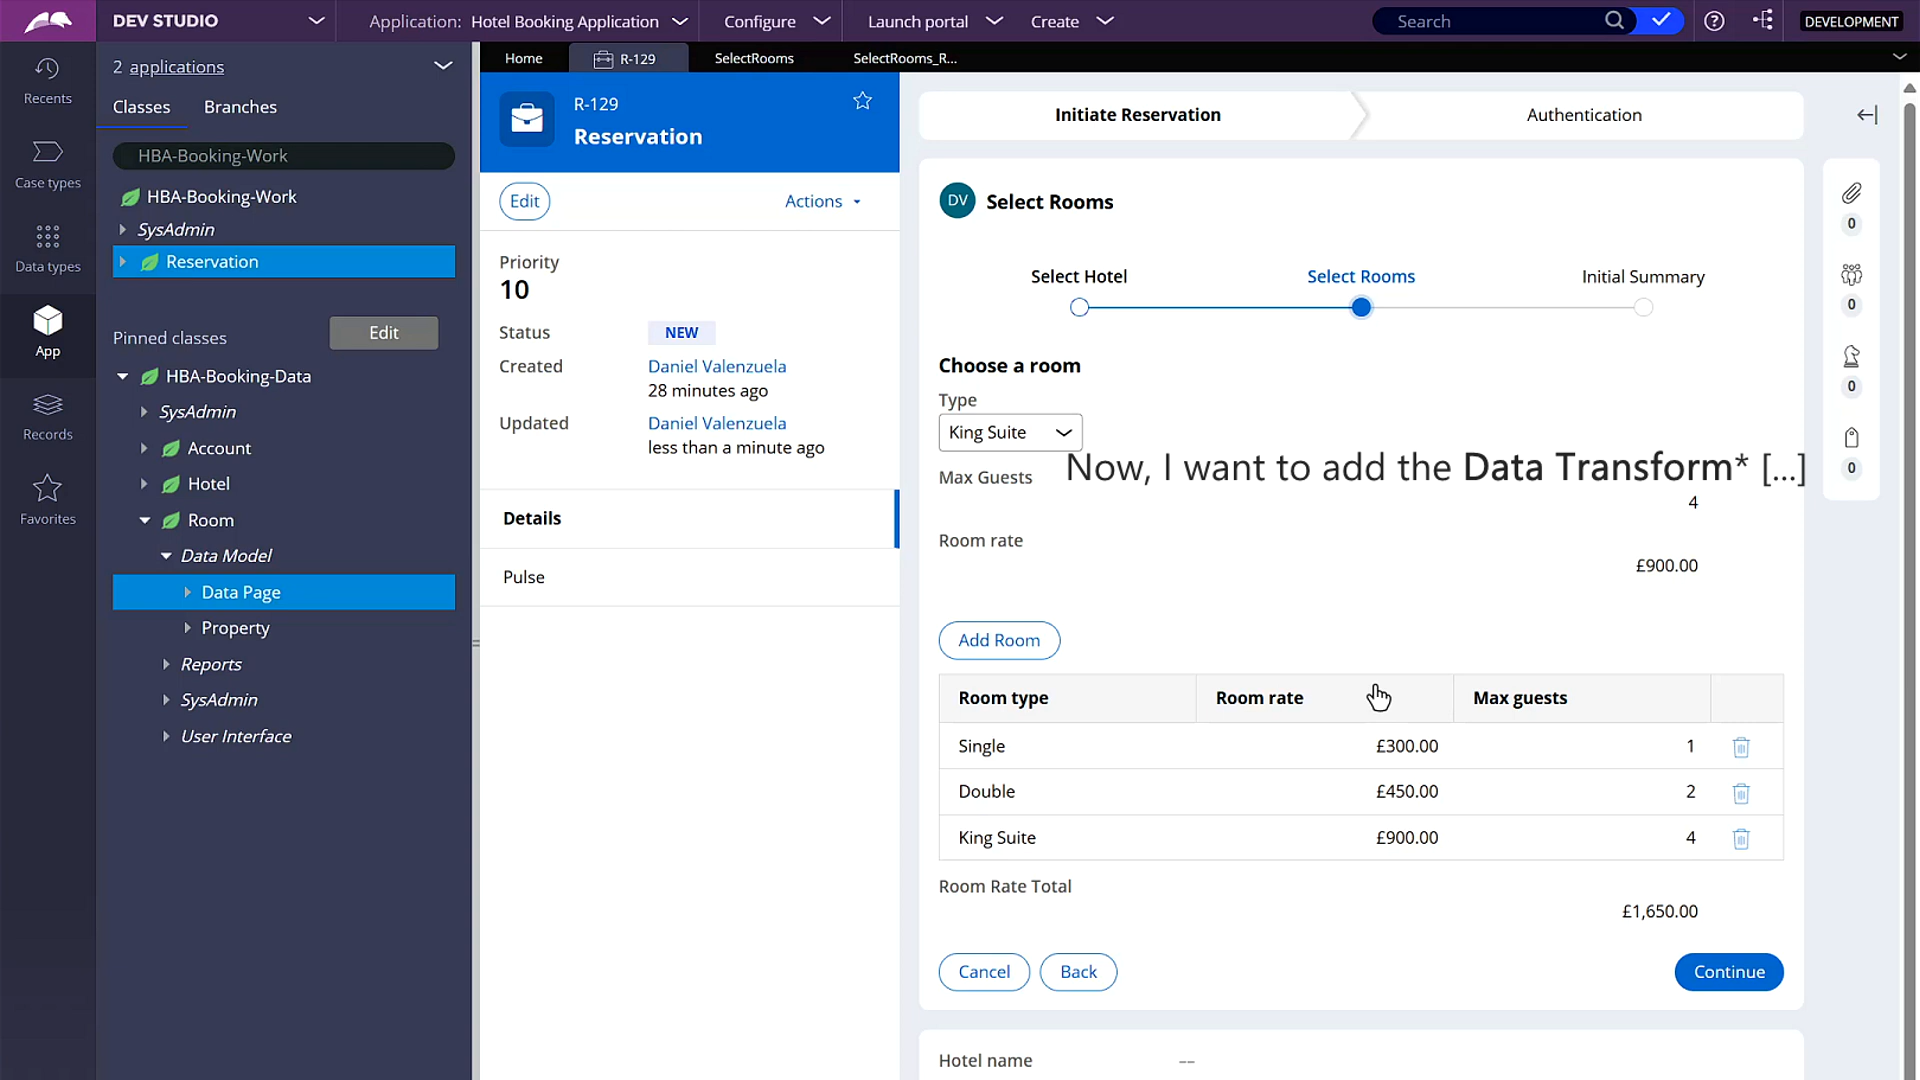 DEV STUDIO
Application: Hotel Booking Application
Configure
Launch portal
Create
Search
DEVELOPMENT
Recents
Case types
Data types
App
Records
Favorites
2 applications
Classes
Branches
HBA-Booking-Work
HBA-Booking-Work
SysAdmin
Reservation
Pinned classes
Edit
HBA-Booking-Data
SysAdmin
Account
Hotel
Room
Data Model
Data Page
Property
Reports
SysAdmin
User Interface
Home
R-129
SelectRooms
SelectRooms_R...
R-129
Reservation
Edit
Actions
Priority
10
Status
NEW
Created
Daniel Valenzuela
28 minutes ago
Updated
Daniel Valenzuela
less than a minute ago
Details
Pulse
Initiate Reservation
Authentication
DV
Select Rooms
Select Hotel
Select Rooms
Initial Summary
Choose a room
Type
King Suite
Now, I want to add the Data Transform* [...]
Max Guests
4
Room rate
£900.00
Add Room
Room type Room rate Max guests
Single £300.00 1
Double £450.00 2
King Suite £900.00 4
Room Rate Total
£1,650.00
Cancel
Back
Continue
Hotel name --
0
0
0
0